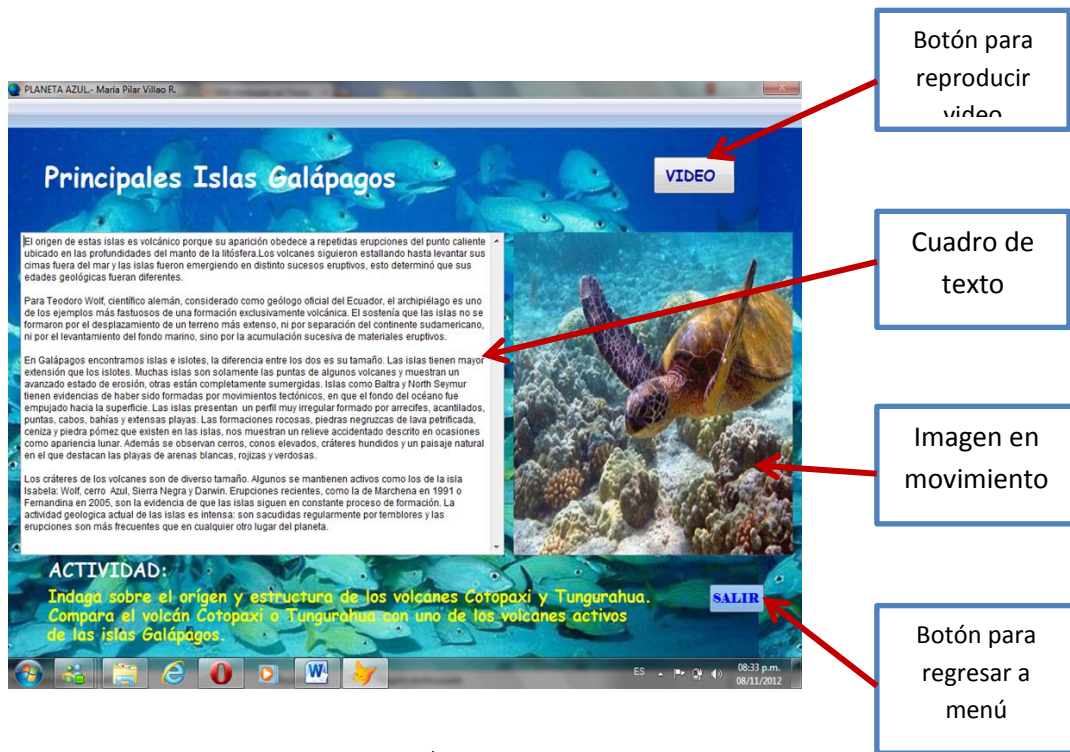 Botón para
reproducir
video
PLANETA AZUL.- María Pilar Villao R.
Principales Islas Galápagos
VIDEO
El origen de estas islas es volcánico porque su aparición obedece a repetidas erupciones del punto caliente
ubicado en las profundidades del manto de la litósfera.Los volcanes siguieron estallando hasta levantar sus
cimas fuera del mar y las islas fueron emergiendo en distinto sucesos eruptivos, esto determinó que sus
edades geológicas fueran diferentes.
Para Teodoro Wolf, científico alemán, considerado como geólogo oficial del Ecuador, el archipiélago es uno
de los ejemplos más fastuosos de una formación exclusivamente volcánica. El sostenía que las islas no se
formaron por el desplazamiento de un terreno más extenso, ni por separación del continente sudamericano,
ni por el levantamiento del fondo marino, sino por la acumulación sucesiva de materiales eruptivos.
En Galápagos encontramos islas e islotes, la diferencia entre los dos es su tamaño. Las islas tienen mayor
extensión que los islotes. Muchas islas son solamente las puntas de algunos volcanes y muestran un
avanzado estado de erosión, otras están completamente sumergidas. Islas como Baltra y North Seymur
tienen evidencias de haber sido formadas por movimientos tectónicos, en que el fondo del océano fue
empujado hacia la superficie. Las islas presentan un perfil muy irregular formado por arrecifes, acantilados,
puntas, cabos, bahías y extensas playas. Las formaciones rocosas, piedras negruzcas de lava petrificada,
ceniza y piedra pómez que existen en las islas, nos muestran un relieve accidentado descrito en ocasiones
como apariencia lunar. Además se observan cerros, conos elevados, cráteres hundidos y un paisaje natural
en el que destacan las playas de arenas blancas, rojizas y verdosas.
Los cráteres de los volcanes son de diverso tamaño. Algunos se mantienen activos como los de la isla
Isabela: Wolf, cerro Azul, Sierra Negra y Darwin. Erupciones recientes, como la de Marchena en 1991 o
Fernandina en 2005, son la evidencia de que las islas siguen en constante proceso de formación. La
actividad geologica actual de las islas es intensa: son sacudidas regularmente por temblores y las
erupciones son más frecuentes que en cualquier otro lugar del planeta.
Cuadro de
texto
Imagen en
movimiento
ACTIVIDAD:
Indaga sobre el orígen y estructura de los volcanes Cotopaxi y Tungurahua.
Compara el volcán Cotopaxi o Tungurahua con uno de los volcanes activos
de las islas Galápagos.
SALIR
Botón para
regresar a
menú
ES
08:33 p.m.
08/11/2012